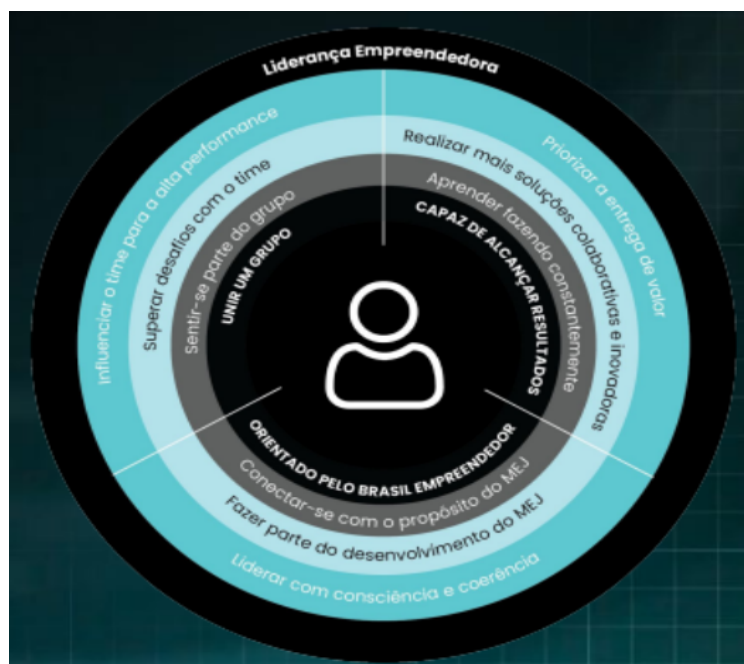 Liderança Empreendedora
Influenciar o time para a alta performance
Superar desafios com o time
Sentir-se parte do grupo
UNIR UM GRUPO
Priorizar a entrega de valor
Realizar mais soluções colaborativas e inovadoras
Aprender fazendo constantemente
CAPAZ DE ALCANÇAR RESULTADOS
ORIENTADO PELO BRASIL EMPREENDEDOR
Conectar-se com o propósito do MEJ
Fazer parte do desenvolvimento do MEJ
Liderar com consciência e coerência